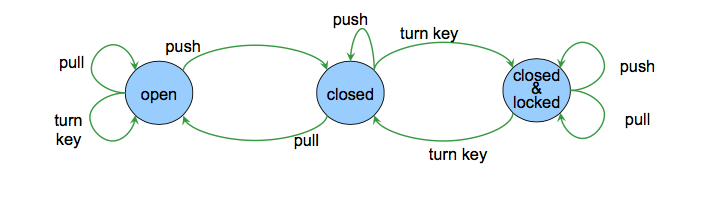 push
turn key
push
pull
push
turn
key
open
closed
closed
&
locked
pull
pull
turn key